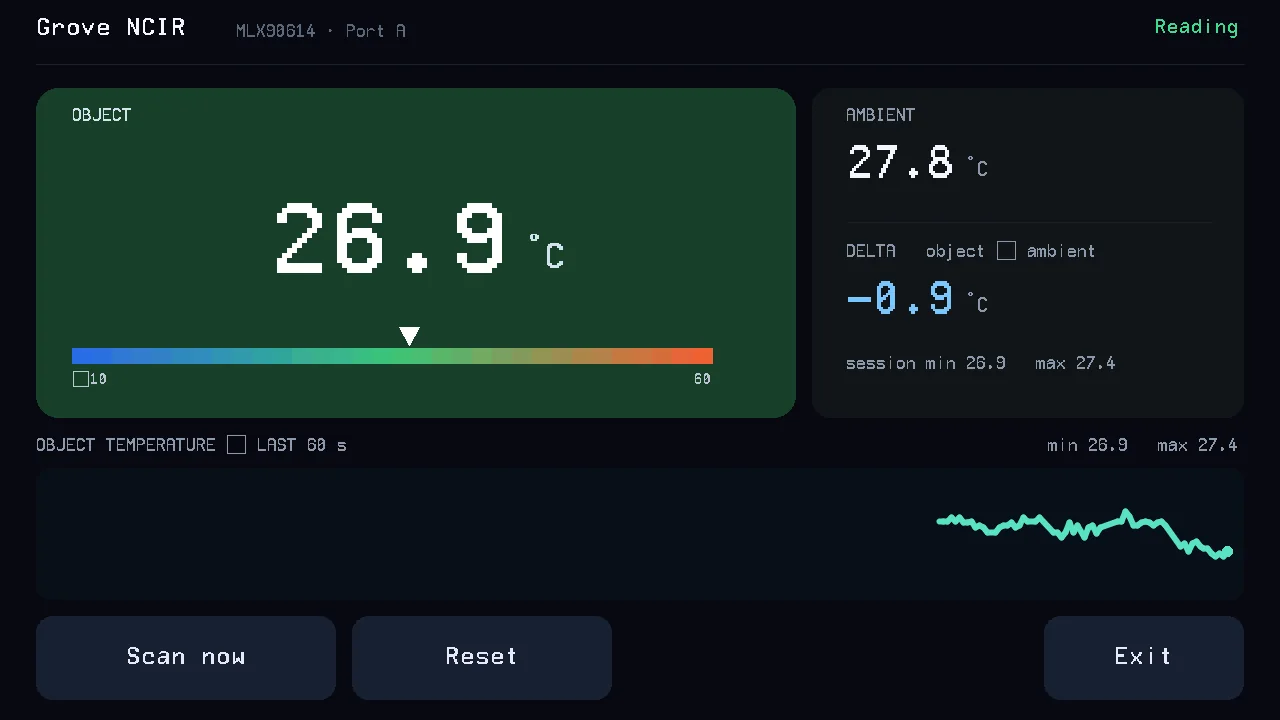 Grove NCIR
MLX90614 · Port A
Reading
OBJECT
26.9 °C
□10
60
AMBIENT
27.8 °C
DELTA object □ ambient
−0.9 °C
session min 26.9 max 27.4
OBJECT TEMPERATURE □ LAST 60 s
min 26.9 max 27.4
Scan now
Reset
Exit